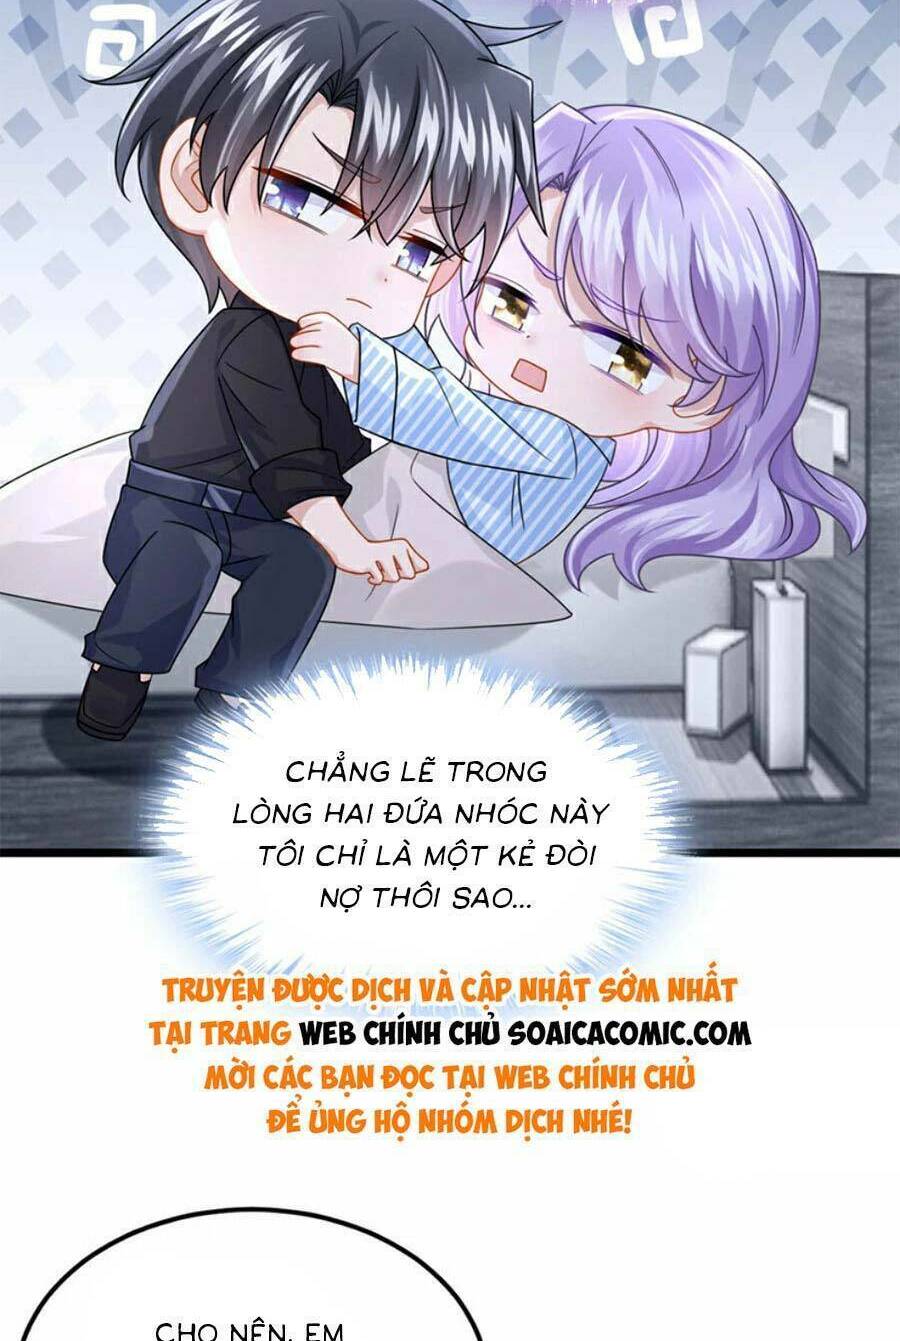 CHẲNG LẼ TRONG
LÒNG HAI ĐỨA NHÓC NÀY
TÔI CHỈ LÀ MỘT KẺ ĐÒI
NỢ THÔI SAO...
TRUYỆN ĐƯỢC DỊCH VÀ CẬP NHẬT SỚM NHẤT
TẠI TRANG WEB CHÍNH CHỦ SOAICACOMIC.COM
MỜI CÁC BẠN ĐỌC TẠI WEB CHÍNH CHỦ
ĐỂ ỦNG HỘ NHÓM DỊCH NHÉ!
CHO NÊN, EM